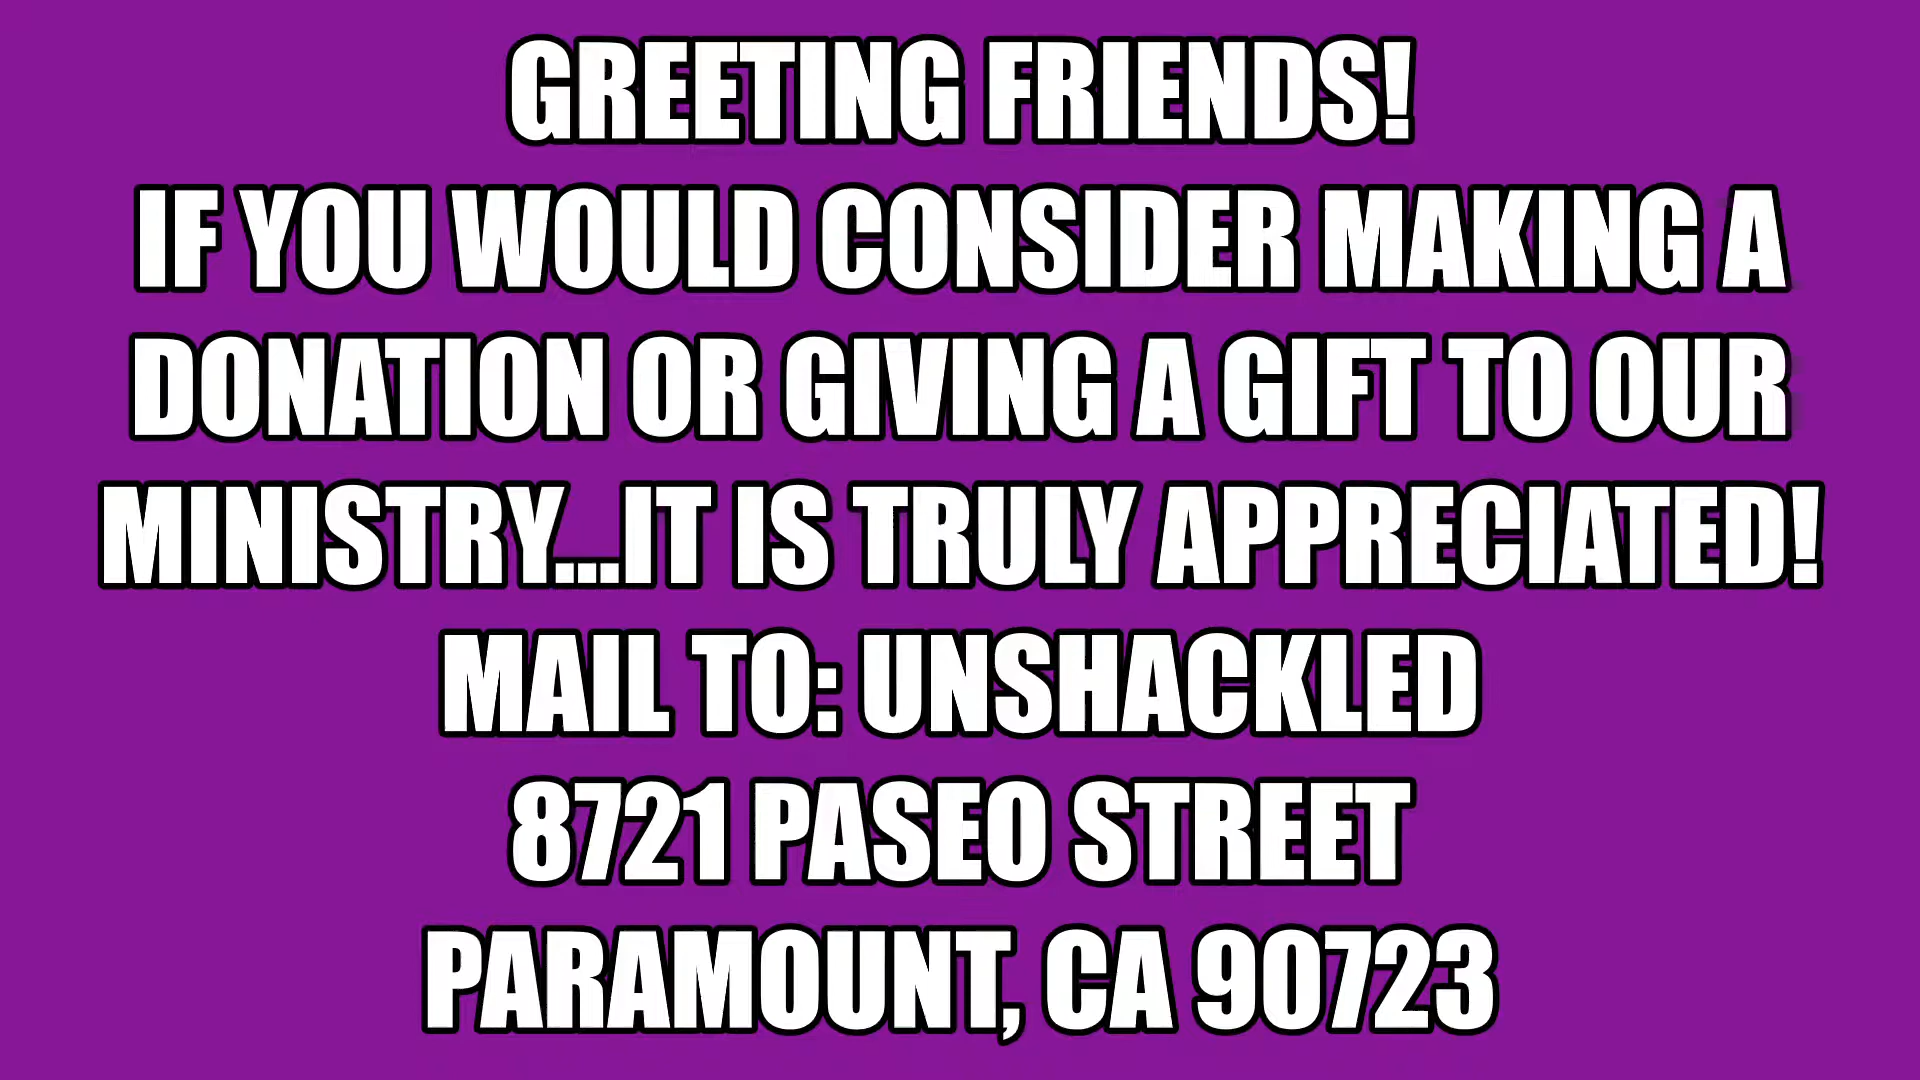 GREETING FRIENDS!
IF YOU WOULD CONSIDER MAKING A
DONATION OR GIVING A GIFT TO OUR
MINISTRY...IT IS TRULY APPRECIATED!
MAIL TO: UNSHACKLED
8721 PASEO STREET
PARAMOUNT, CA 90723